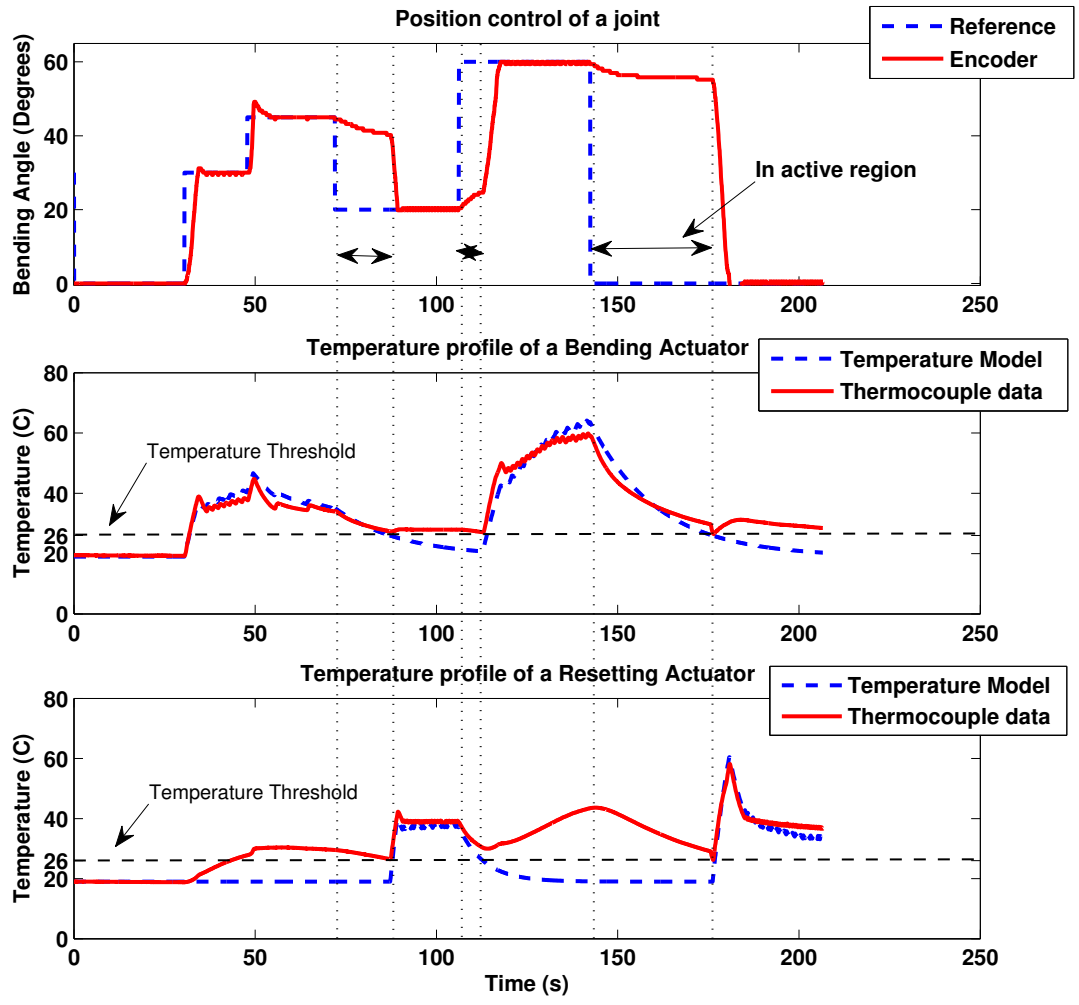 Position control of a joint
Reference
Encoder
Bending Angle (Degrees)
60
40
20
0
In active region
0 50 100 150 200 250
Temperature profile of a Bending Actuator
Temperature Model
Thermocouple data
Temperature (C)
80
60
40
26
20
0
Temperature Threshold
0 50 100 150 200 250
Temperature profile of a Resetting Actuator
Temperature Model
Thermocouple data
Temperature (C)
80
60
40
26
20
0
Temperature Threshold
0 50 100 150 200 250
Time (s)